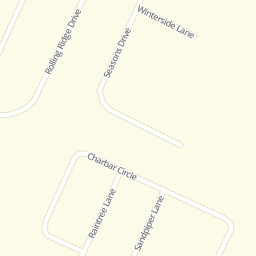 Winterside Lane
Rolling Ridge Drive
Seasons Drive
Charbar Circle
Raintree Lane
Sandpiper Lane